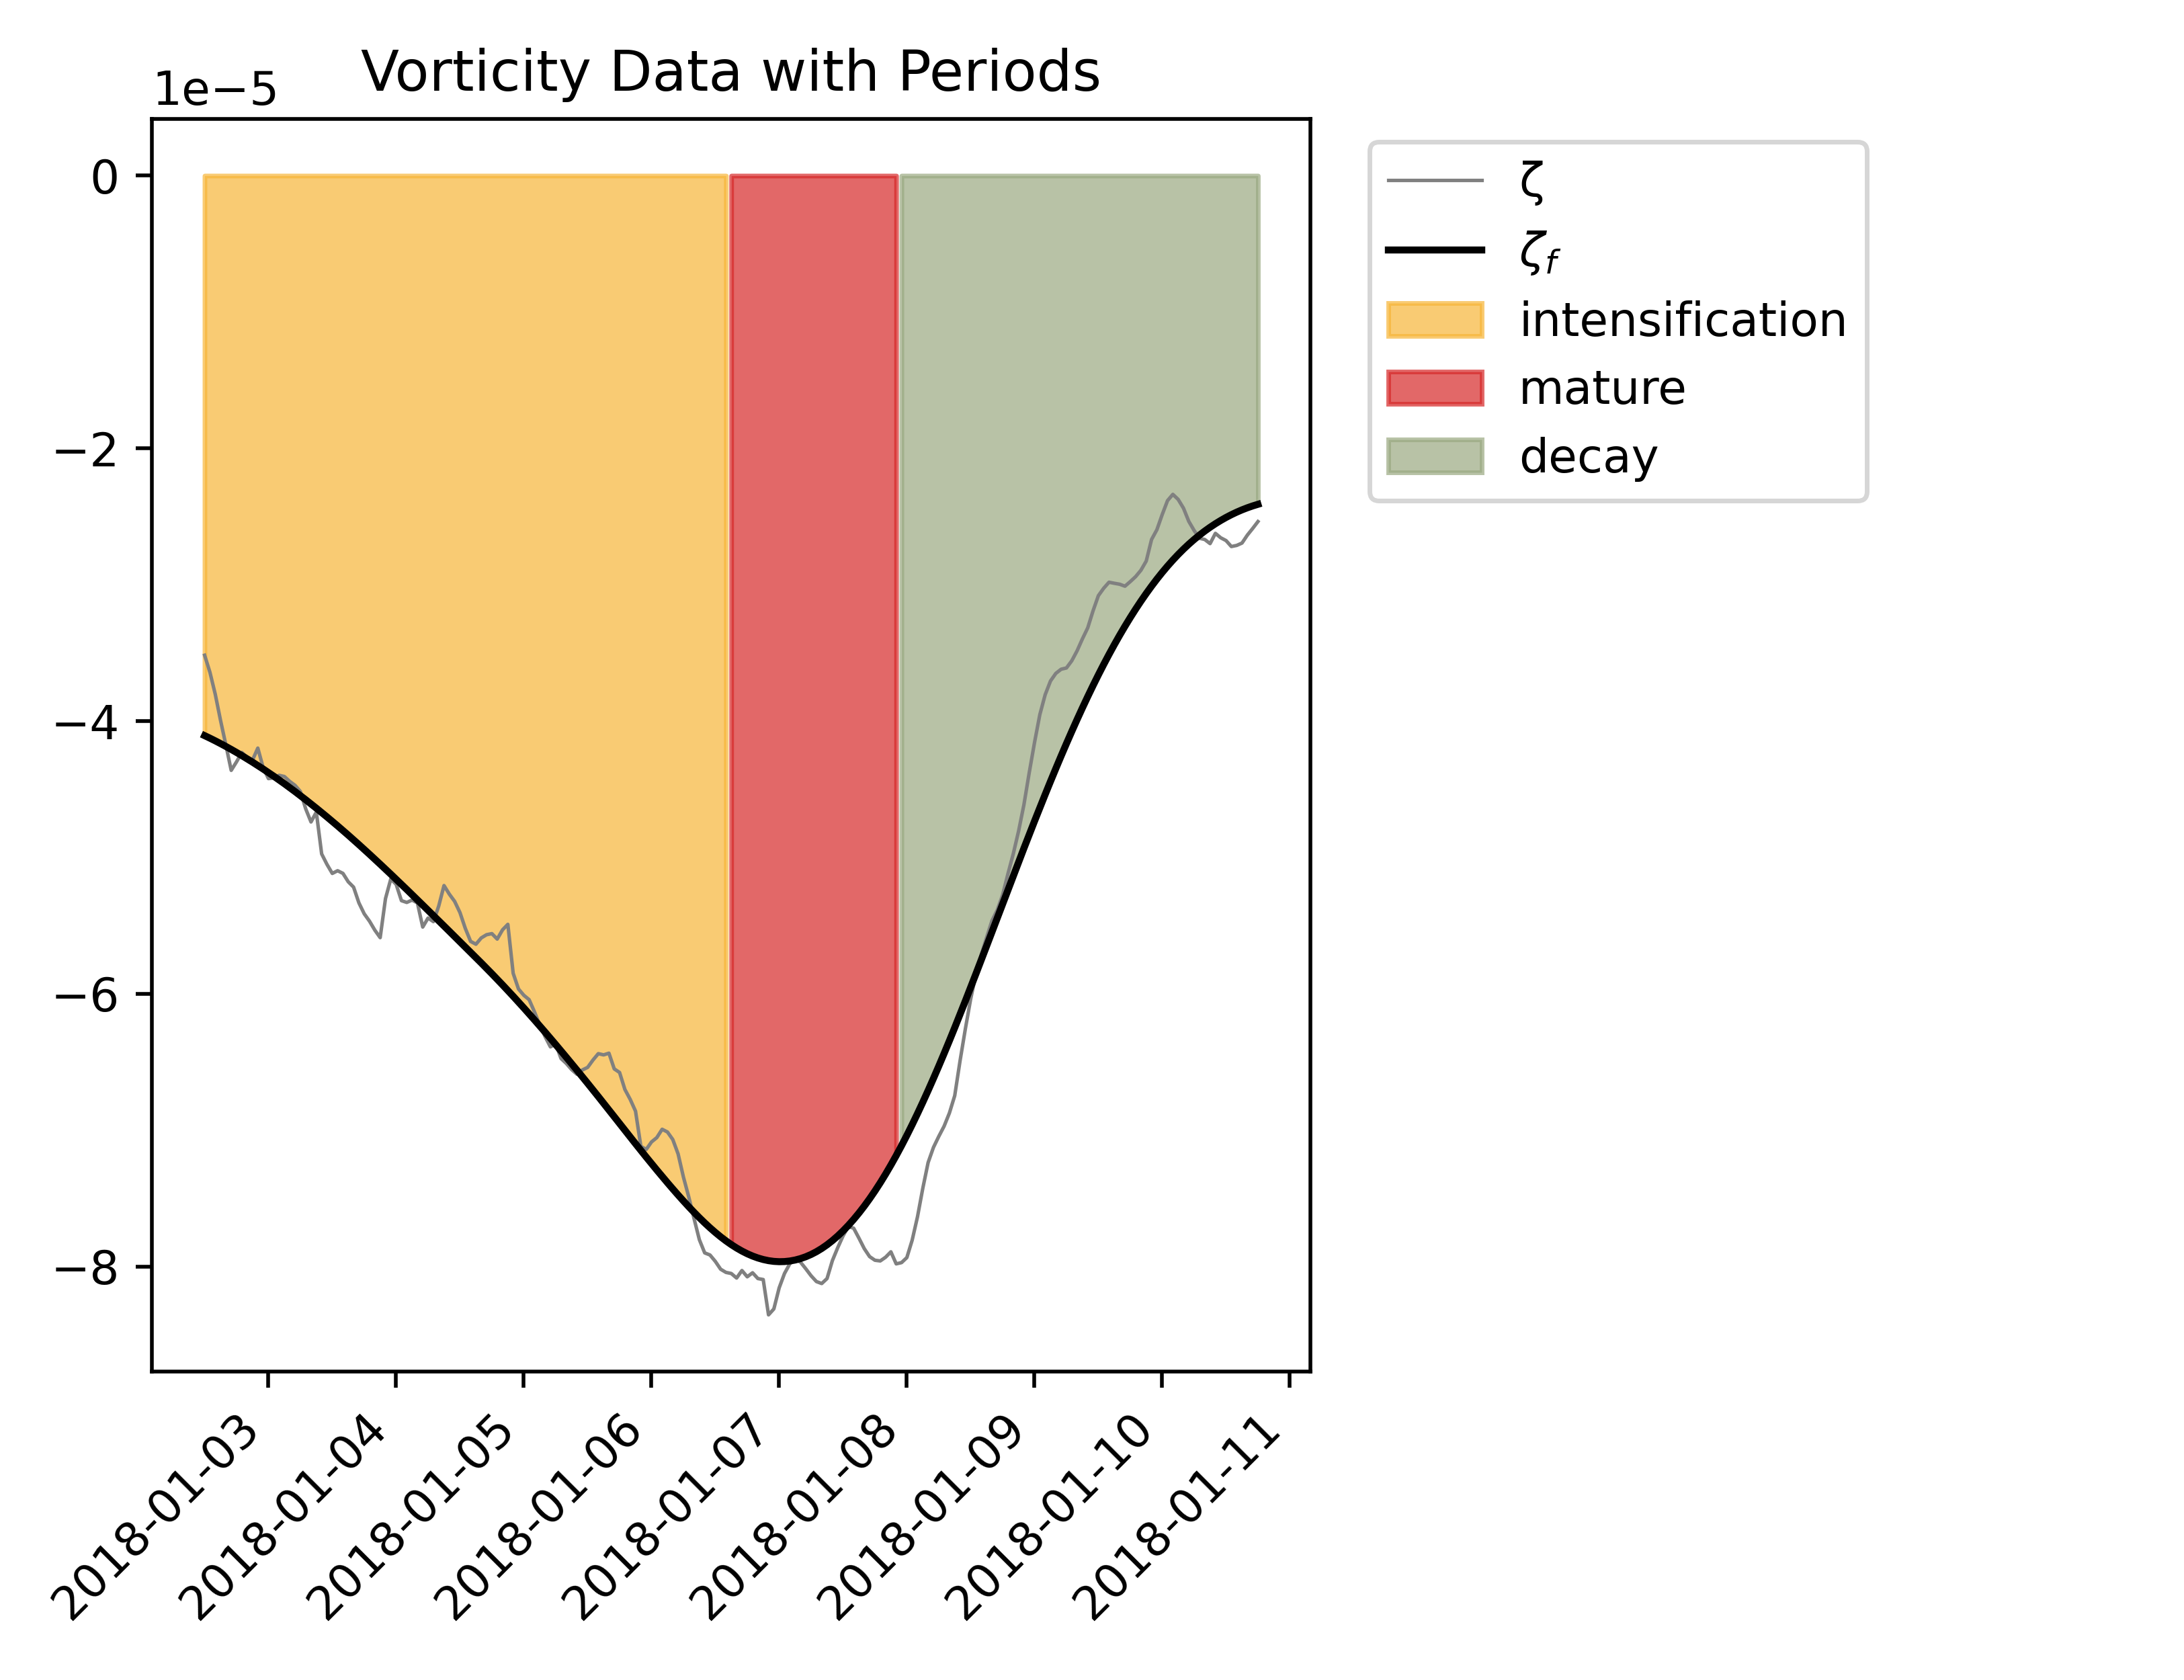 Vorticity Data with Periods
1e−5
0
−2
−4
−6
−8
2018-01-03
2018-01-04
2018-01-05
2018-01-06
2018-01-07
2018-01-08
2018-01-09
2018-01-10
2018-01-11
ζ
ζf
intensification
mature
decay